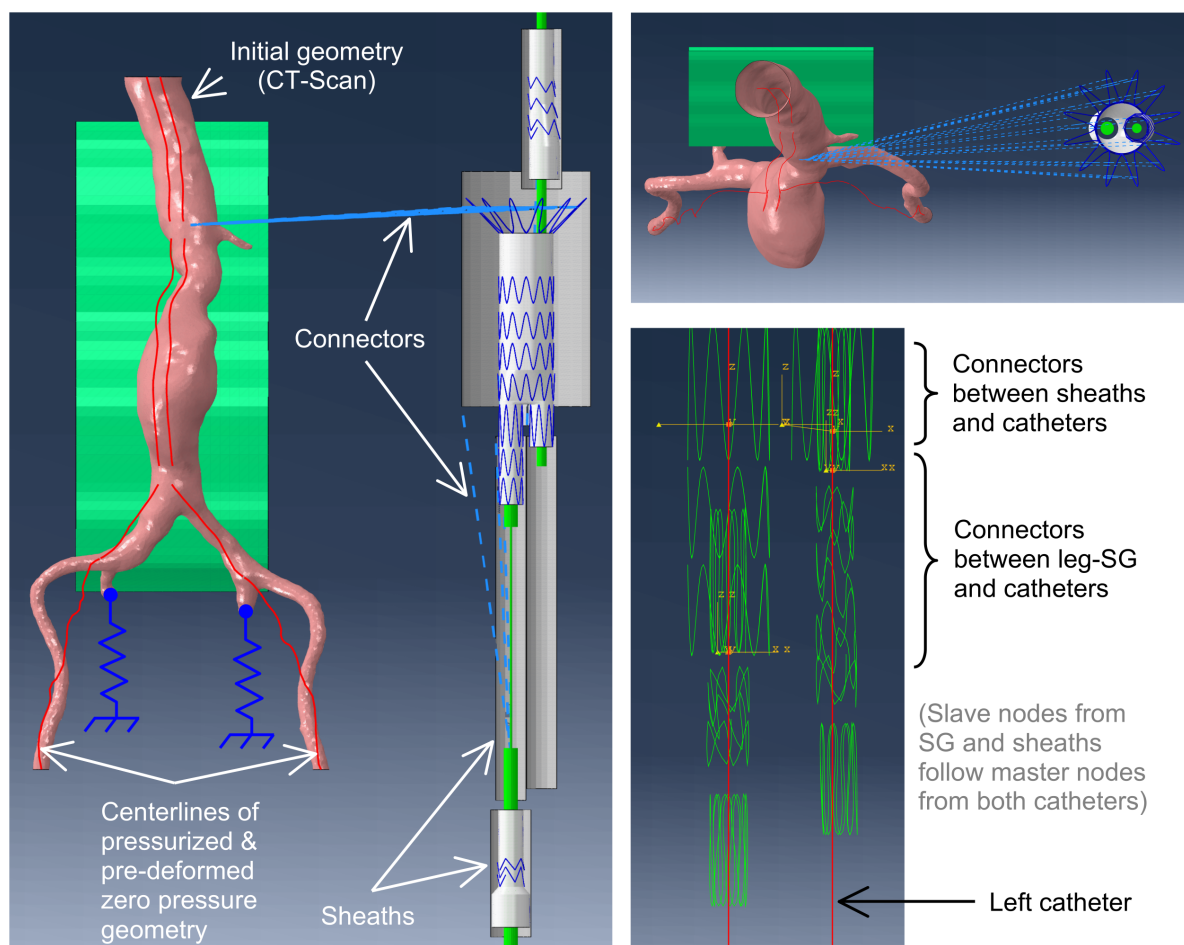 Initial geometry
(CT-Scan)
Connectors
Centerlines of
pressurized &
pre-deformed
zero pressure
geometry
Sheaths
Connectors
between sheaths
and catheters
Connectors
between leg-SG
and catheters
(Slave nodes from
SG and sheaths
follow master nodes
from both catheters)
Left catheter
Z
Z
X
X X
Z
Z
X X